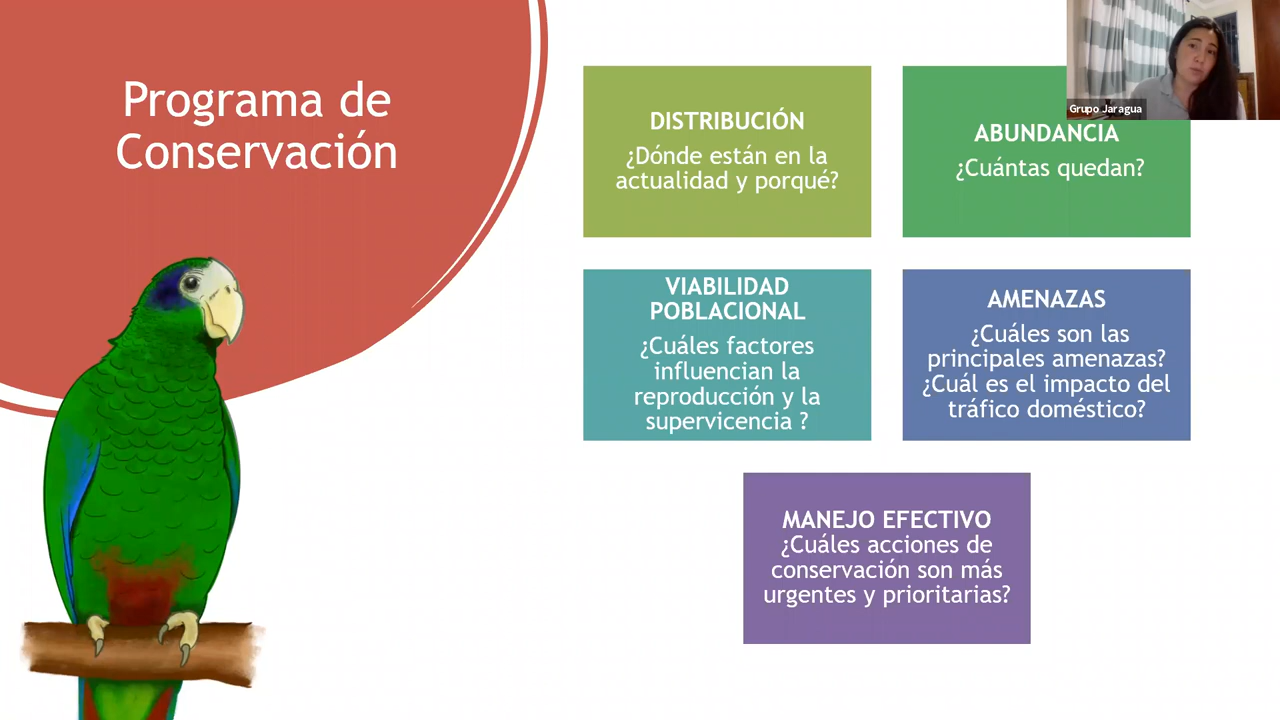 Programa de
Conservación
DISTRIBUCIÓN
¿Dónde están en la
actualidad y porqué?
ABUNDANCIA
¿Cuántas quedan?
Grupo Jaragua
VIABILIDAD
POBLACIONAL
¿Cuáles factores
influencian la
reproducción y la
supervicencia ?
AMENAZAS
¿Cuáles son las
principales amenazas?
¿Cuál es el impacto del
tráfico doméstico?
MANEJO EFECTIVO
¿Cuáles acciones de
conservación son más
urgentes y prioritarias?